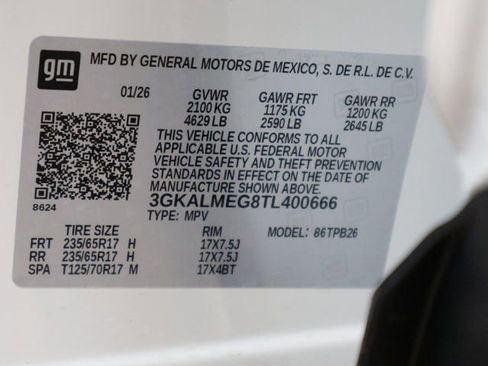 gm
MFD BY GENERAL MOTORS DE MEXICO, S. DE R.L. DE C.V.
01/26 GVWR GAWR FRT GAWR RR
2100 KG 1175 KG 1200 KG
4629 LB 2590 LB 2645 LB
THIS VEHICLE CONFORMS TO ALL
APPLICABLE U.S. FEDERAL MOTOR
VEHICLE SAFETY AND THEFT PREVENTION
STANDARDS IN EFFECT ON THE DATE OF
MANUFACTURE SHOWN ABOVE.
8624
3GKALMEG8TL400666
TYPE: MPV MODEL: 86TPB26
TIRE SIZE RIM
FRT 235/65R17 H 17X7.5J
RR 235/65R17 H 17X7.5J
SPA T125/70R17 M 17X4BT